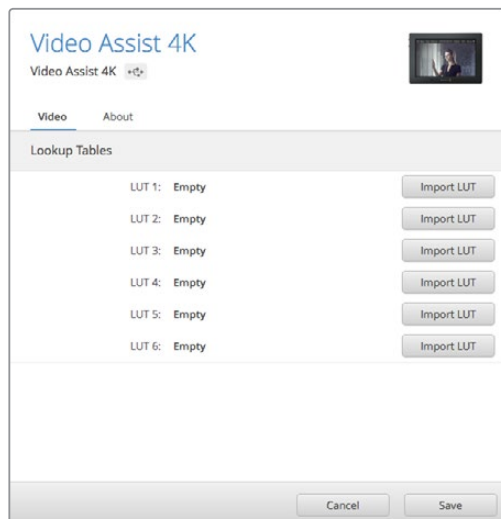 Video Assist 4K
Video Assist 4K
Video About
Lookup Tables
LUT 1: Empty Import LUT
LUT 2: Empty Import LUT
LUT 3: Empty Import LUT
LUT 4: Empty Import LUT
LUT 5: Empty Import LUT
LUT 6: Empty Import LUT
Cancel Save